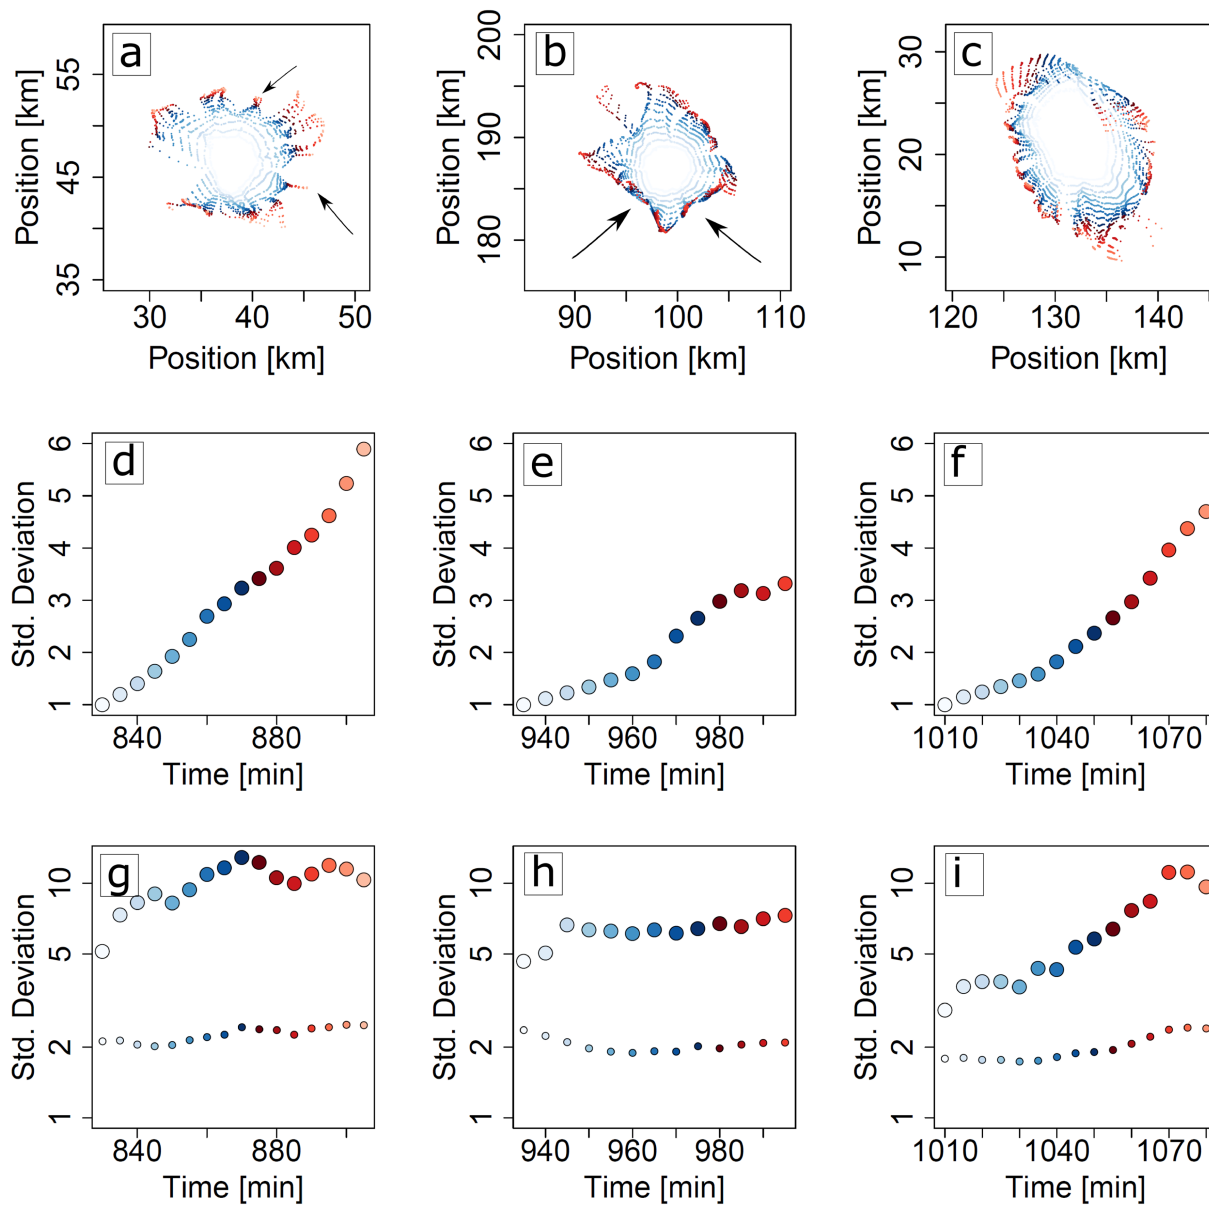 a
Position [km]
35 45 55
30 40 50
Position [km]
b
Position [km]
180 190 200
90 100 110
Position [km]
c
Position [km]
10 20 30
120 130 140
Position [km]
d
Std. Deviation
1 2 3 4 5 6
840 880
Time [min]
e
Std. Deviation
1 2 3 4 5 6
940 960 980
Time [min]
f
Std. Deviation
1 2 3 4 5 6
1010 1040 1070
Time [min]
g
Std. Deviation
1 2 5 10
840 880
Time [min]
h
Std. Deviation
1 2 5 10
940 960 980
Time [min]
i
Std. Deviation
1 2 5 10
1010 1040 1070
Time [min]